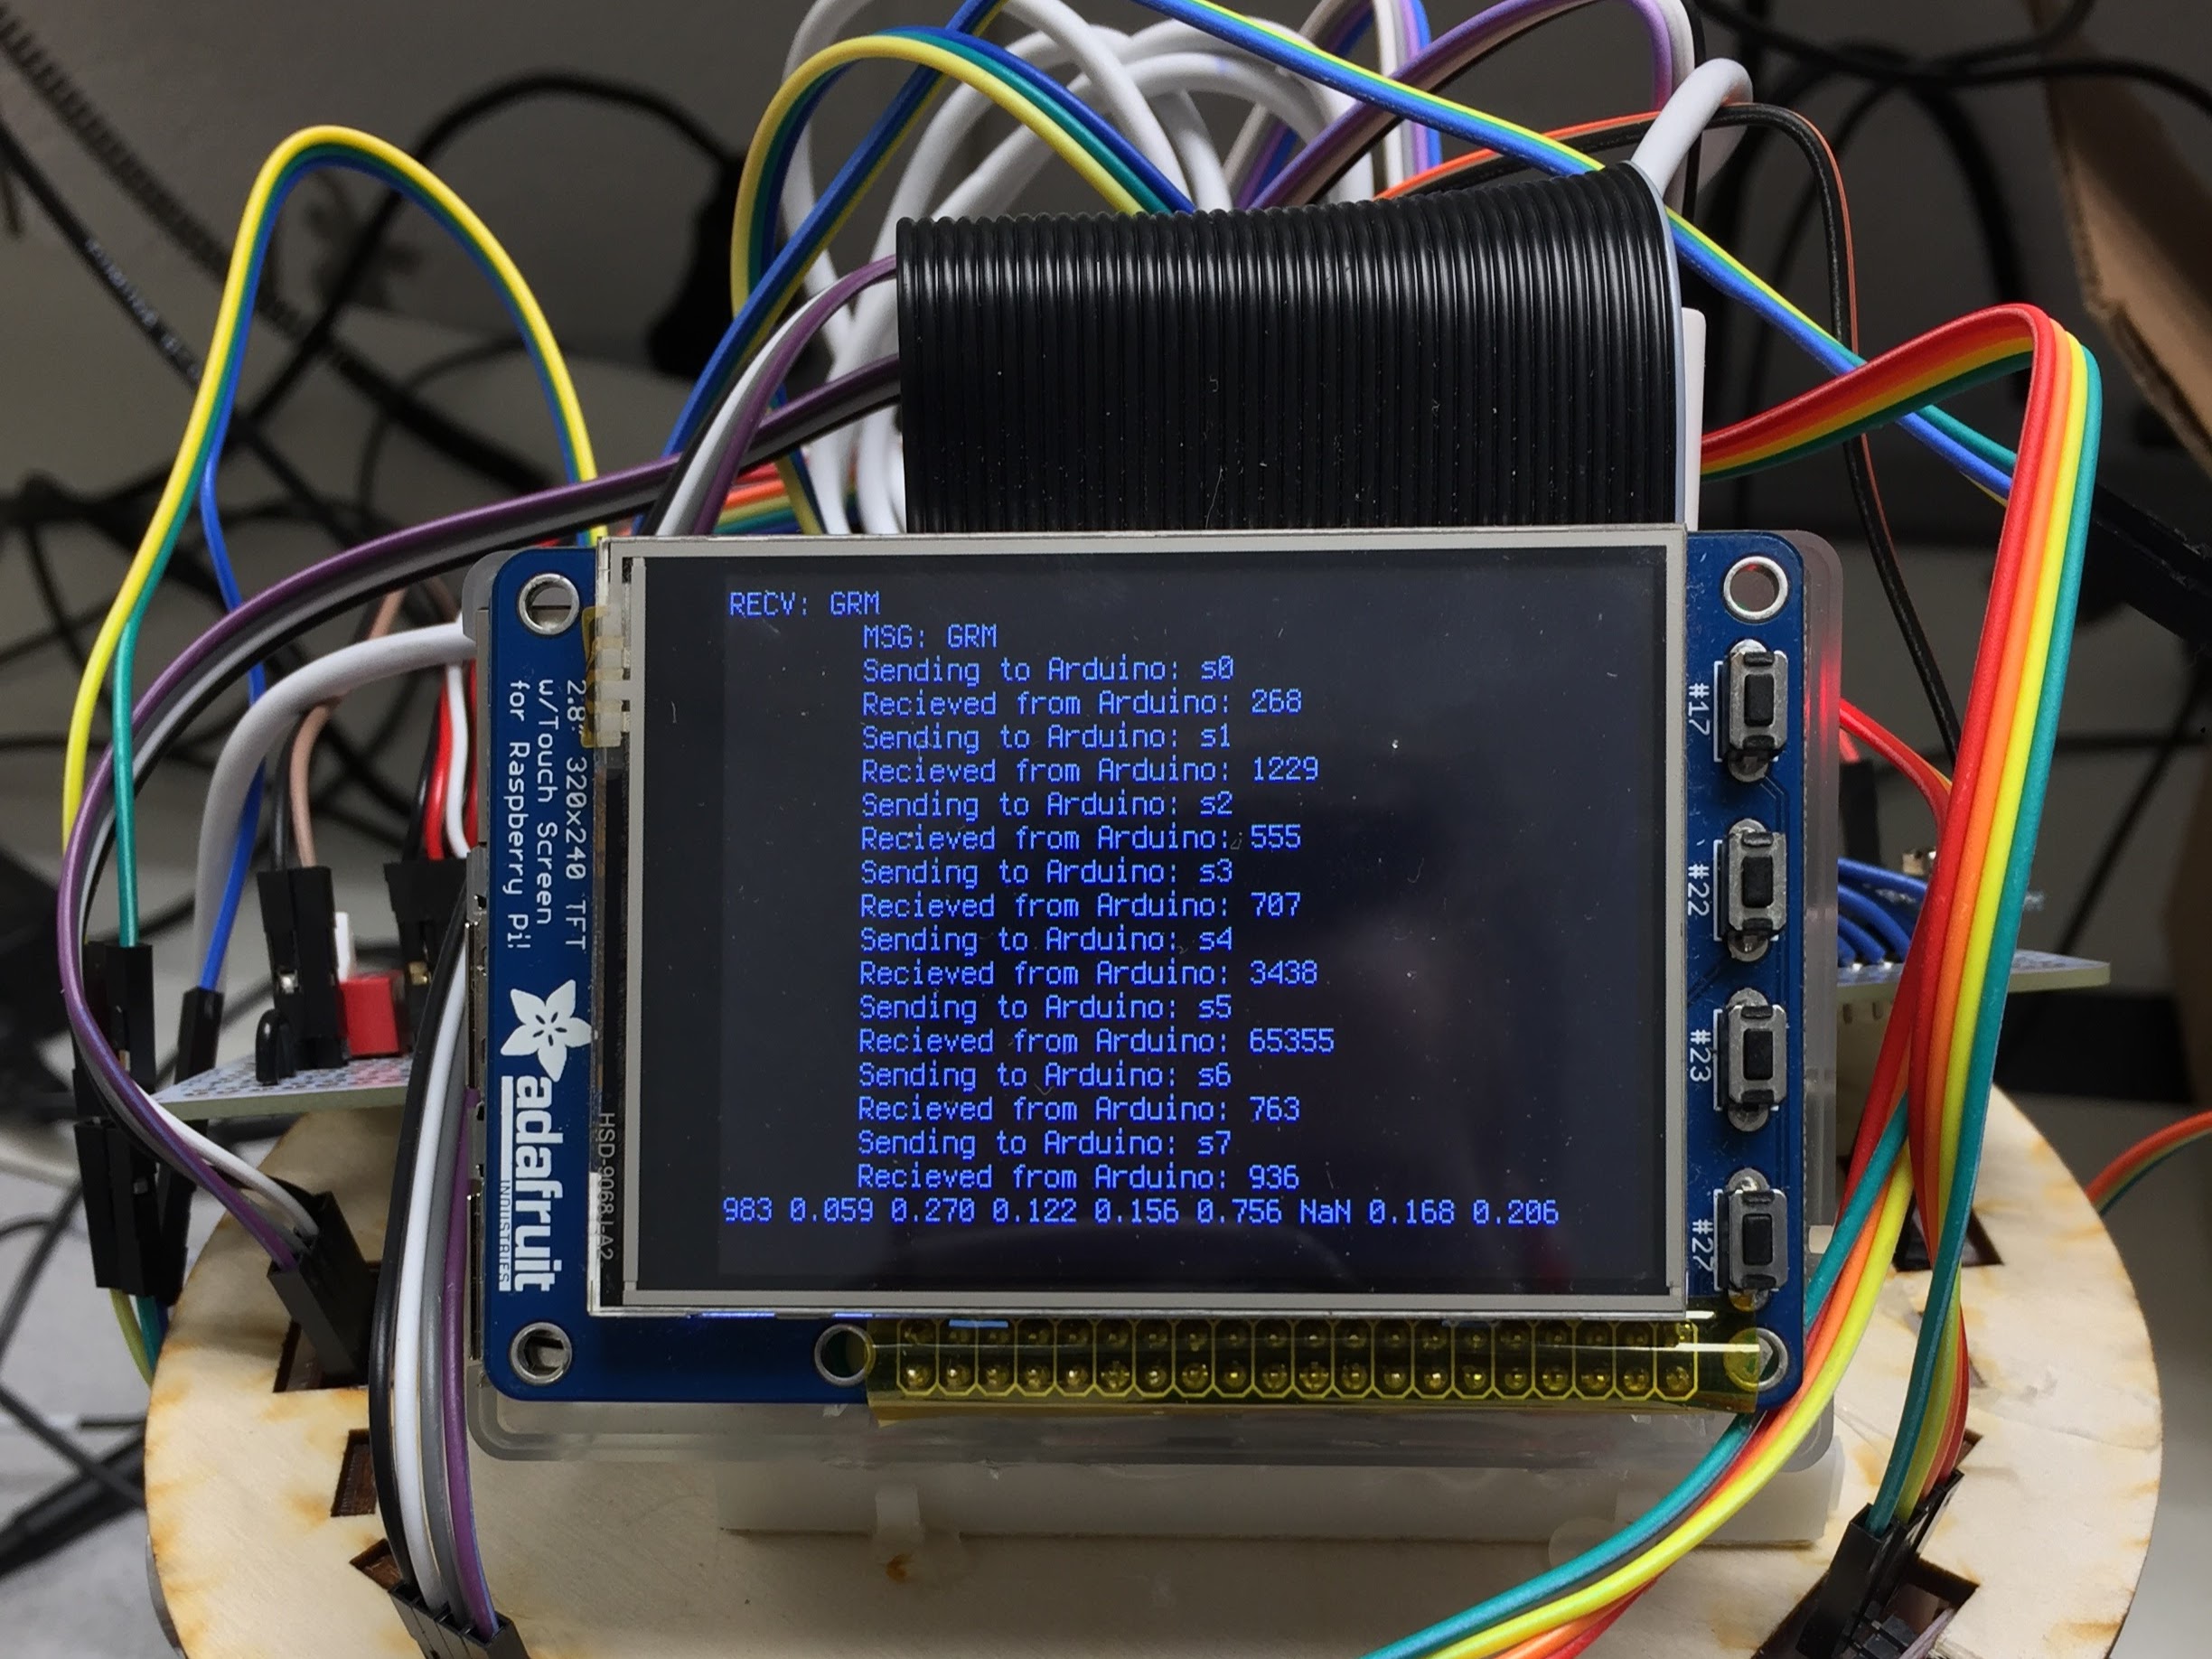 RECV: GRM
MSG: GRM
Sending to Arduino: s0
Recieved from Arduino: 268
Sending to Arduino: s1
Recieved from Arduino: 1229
Sending to Arduino: s2
Recieved from Arduino: 555
Sending to Arduino: s3
Recieved from Arduino: 707
Sending to Arduino: s4
Recieved from Arduino: 3438
Sending to Arduino: s5
Recieved from Arduino: 65355
Sending to Arduino: s6
Recieved from Arduino: 763
Sending to Arduino: s7
Recieved from Arduino: 936
983 0.059 0.270 0.122 0.156 0.756 NaN 0.168 0.206
2.8" 320x240 TFT
w/Touch Screen
for Raspberry Pi!
adafruit
INDUSTRIES
HSD-9068J-A2
#17
#22
#23
#27